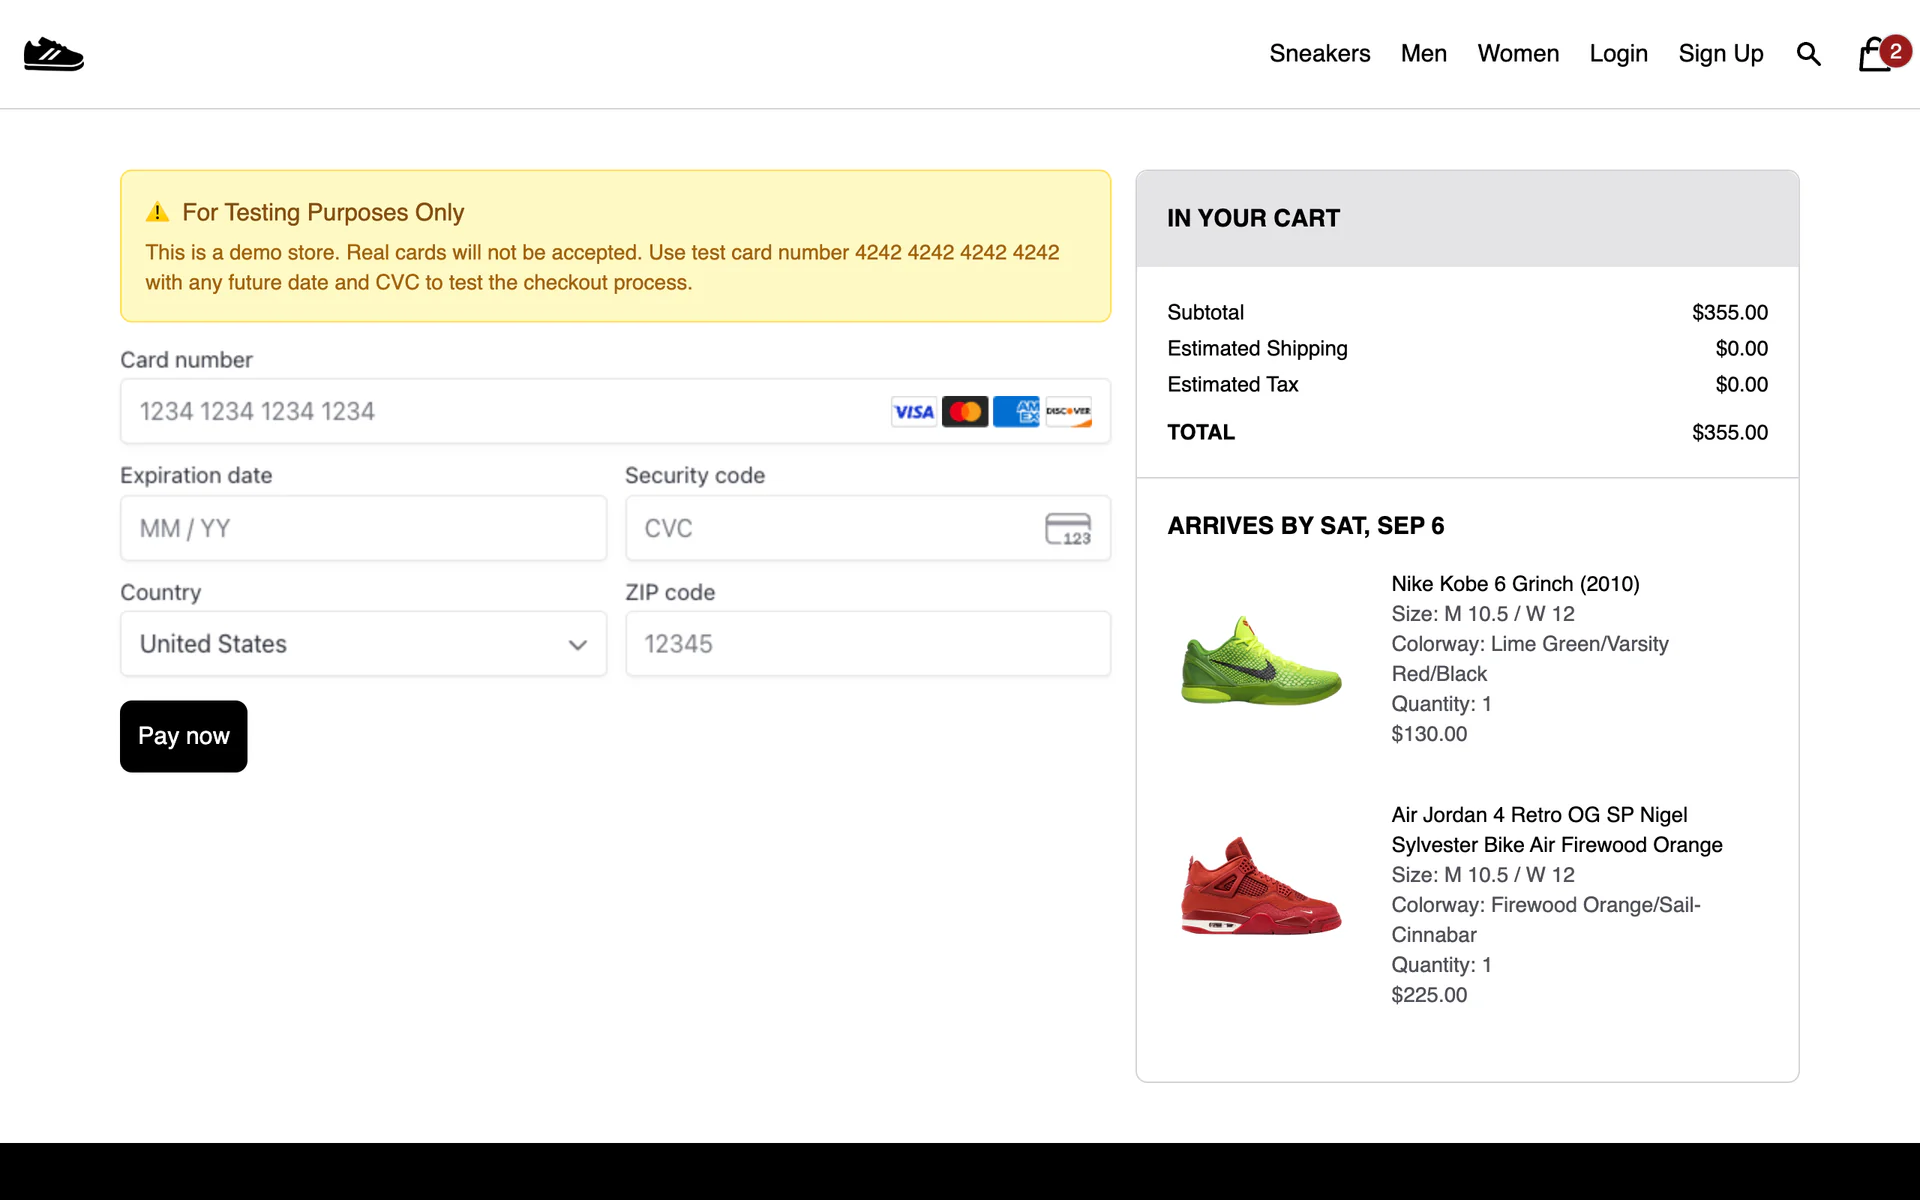 Sneakers Men Women Login Sign Up 2
For Testing Purposes Only
This is a demo store. Real cards will not be accepted. Use test card number 4242 4242 4242 4242
with any future date and CVC to test the checkout process.
Card number
1234 1234 1234 1234 VISA AM EX DISCOVER
Expiration date Security code
MM / YY CVC 123
Country ZIP code
United States 12345
Pay now
IN YOUR CART
Subtotal $355.00
Estimated Shipping $0.00
Estimated Tax $0.00
TOTAL $355.00
ARRIVES BY SAT, SEP 6
Nike Kobe 6 Grinch (2010)
Size: M 10.5 / W 12
Colorway: Lime Green/Varsity
Red/Black
Quantity: 1
$130.00
Air Jordan 4 Retro OG SP Nigel
Sylvester Bike Air Firewood Orange
Size: M 10.5 / W 12
Colorway: Firewood Orange/Sail-
Cinnabar
Quantity: 1
$225.00